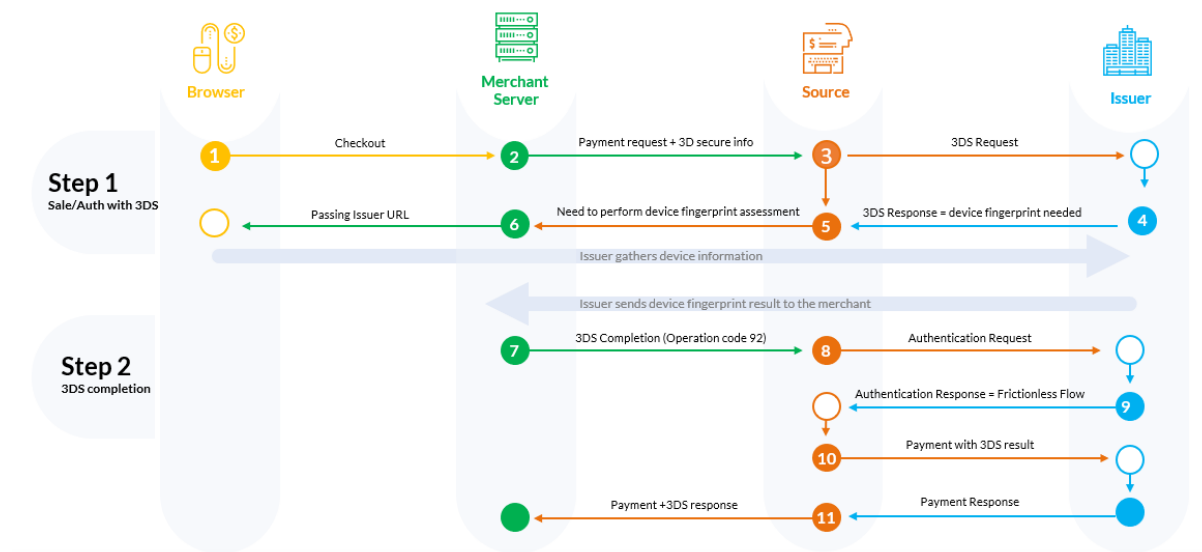 $
$
Browser
Merchant
Server
Source
Issuer
Step 1
Sale/Auth with 3DS
1
Checkout
2
Payment request + 3D secure info
3
3DS Request
Passing Issuer URL
6
Need to perform device fingerprint assessment
5
3DS Response = device fingerprint needed
4
Issuer gathers device information
Issuer sends device fingerprint result to the merchant
Step 2
3DS completion
7
3DS Completion (Operation code 92)
8
Authentication Request
Authentication Response = Frictionless Flow
9
10
Payment with 3DS result
Payment +3DS response
11
Payment Response